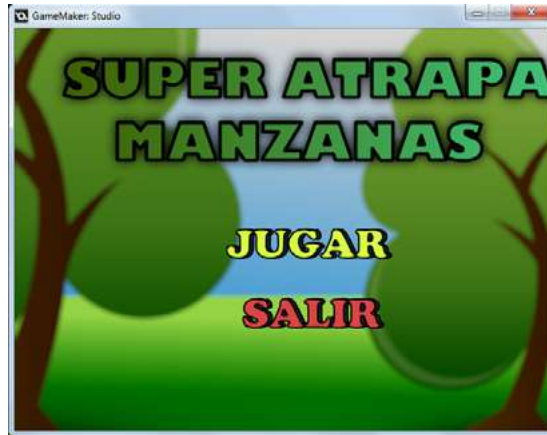 GameMaker: Studio
SUPER ATRAPA
MANZANAS
JUGAR
SALIR